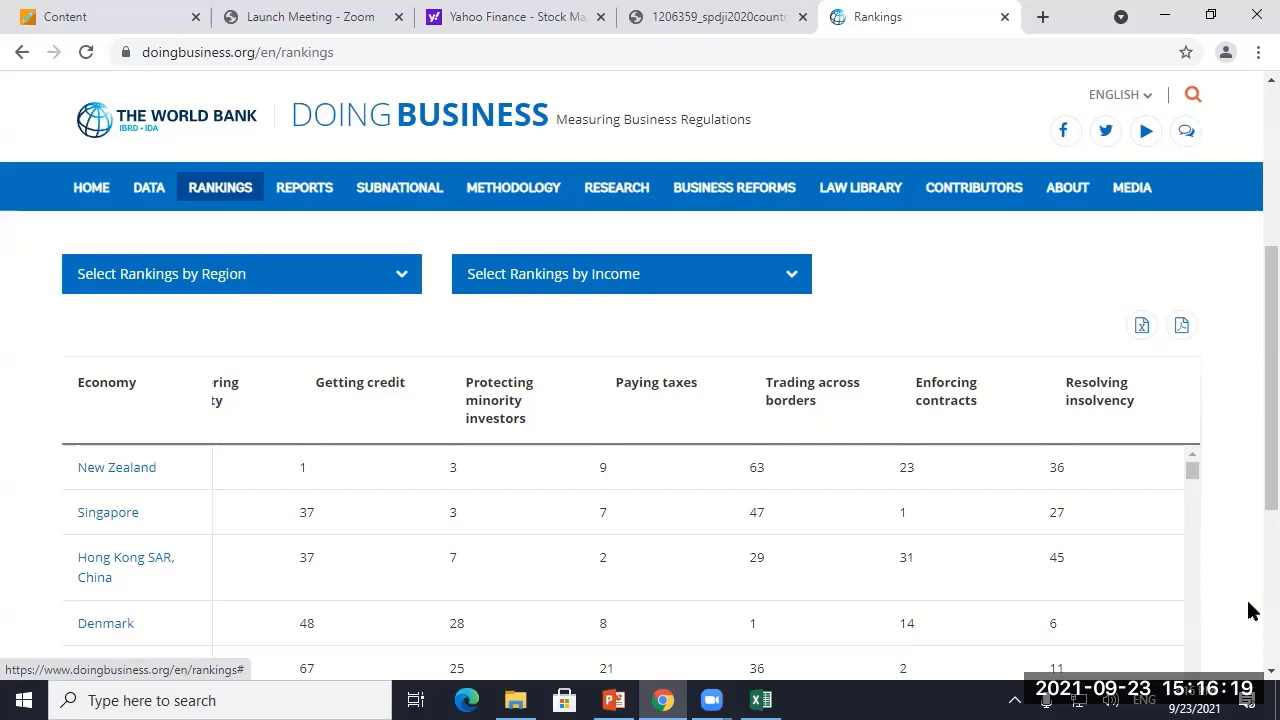 Content
Launch Meeting - Zoom
Yahoo Finance - Stock Ma
1206359_spgi2020countr
Rankings
doingbusiness.org/en/rankings
ENGLISH
THE WORLD BANK
IBRD • IDA
DOING BUSINESS Measuring Business Regulations
HOME DATA RANKINGS REPORTS SUBNATIONAL METHODOLOGY RESEARCH BUSINESS REFORMS LAW LIBRARY CONTRIBUTORS ABOUT MEDIA
Select Rankings by Region
Select Rankings by Income
Economy
ring
ty
Getting credit
Protecting
minority
investors
Paying taxes
Trading across
borders
Enforcing
contracts
Resolving
insolvency
New Zealand 1 3 9 63 23 36
Singapore 37 3 7 47 1 27
Hong Kong SAR,
China
37 7 2 29 31 45
Denmark 48 28 8 1 14 6
67 25 21 36 2 11
https://www.doingbusiness.org/en/rankings#
Type here to search
2021-09-23 15:16:19
ENG
9/23/2021